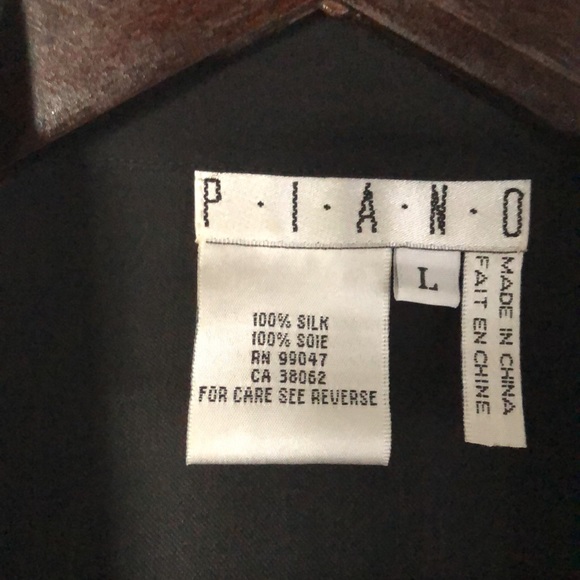 P·I·A·N·O
100% SILK
100% SOIE
RN 99047
CA 38062
FOR CARE SEE REVERSE
L
MADE IN CHINA
FAIT EN CHINE